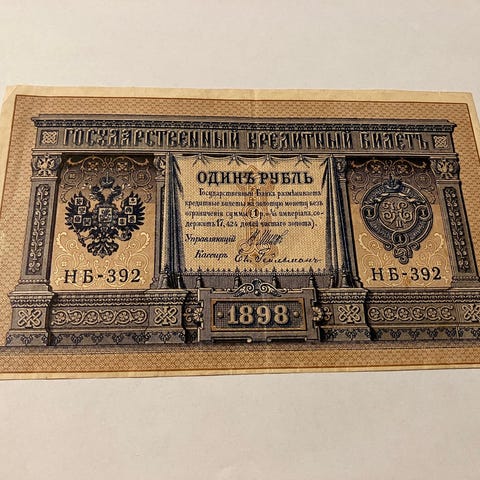 ГОСУДАРСТВЕННЫЙ КРЕДИТНЫЙ БИЛЕТЪ
ОДИНЪ РУБЛЬ
Государственный Банкъ размѣниваетъ
кредитные билеты на золотую монету безъ
ограниченія суммы (1 р.=1/15 имперіала, со-
держитъ 17,424 долей чистаго золота).
Управляющій
Кассиръ
НБ-392
НБ-392
1898